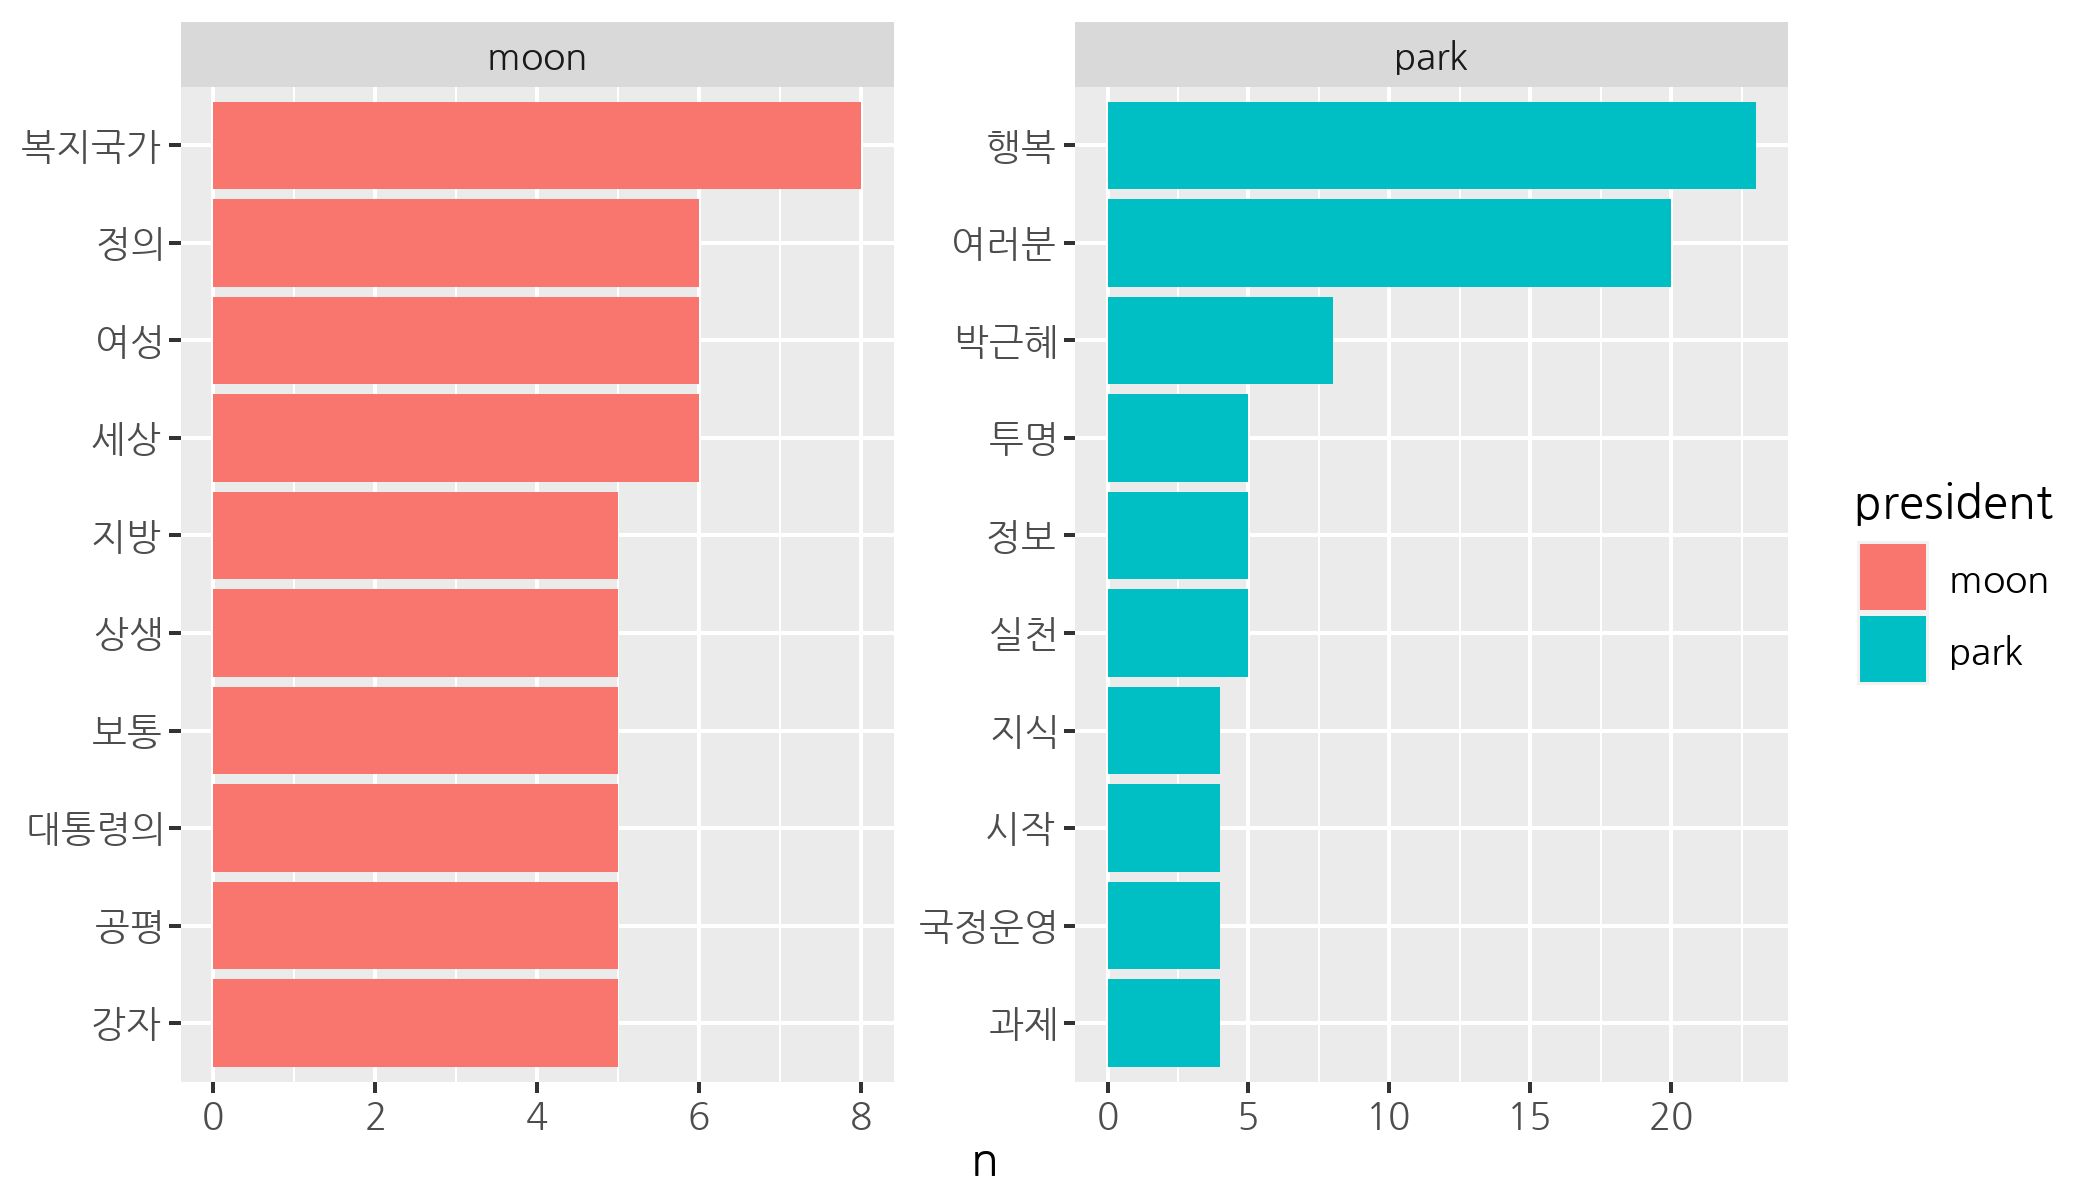 moon
복지국가
정의
여성
세상
지방
상생
보통
대통령의
공평
강자
0 2 4 6 8
park
행복
여러분
박근혜
투명
정보
실천
지식
시작
국정운영
과제
0 5 10 15 20
n
president
moon
park